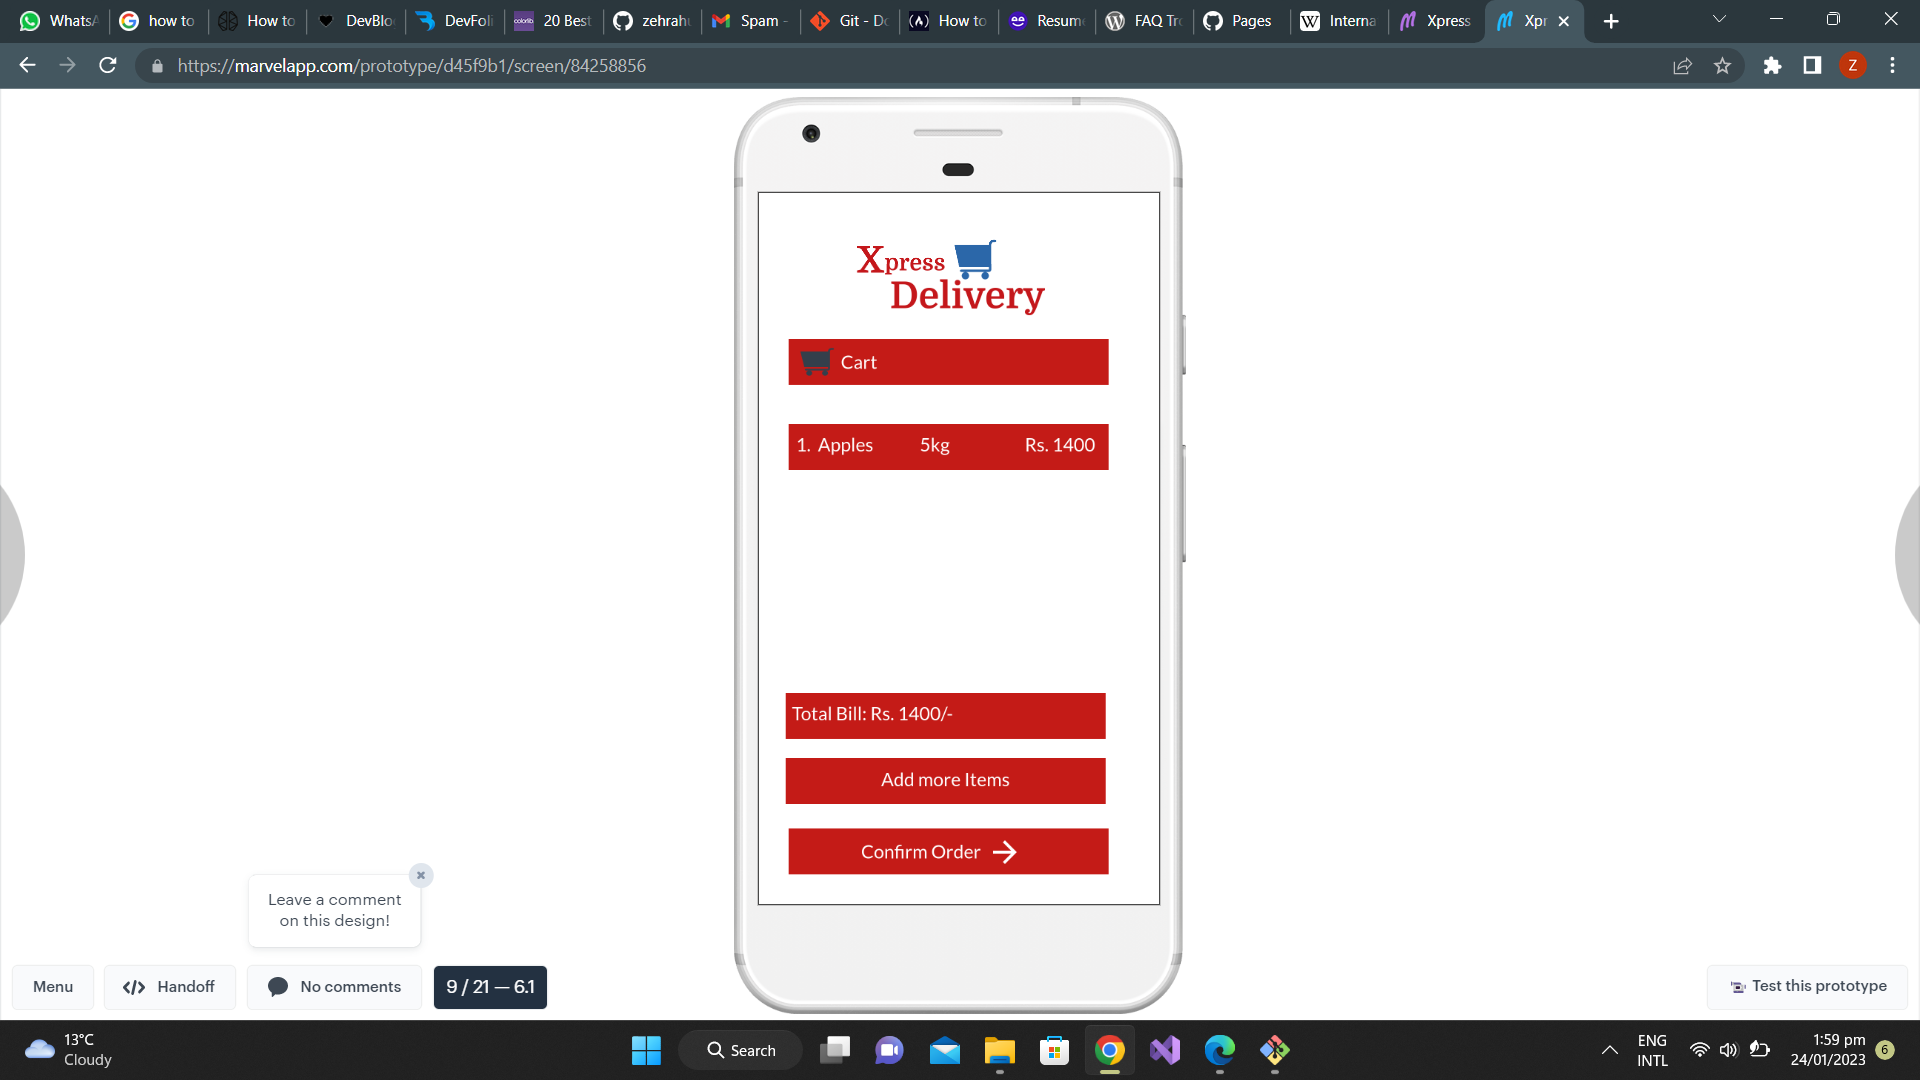 WhatsA
how to
How to
DevBlo
DevFoli
20 Best
zehrah
Spam -
Git - Do
How to
Resume
FAQ Tr
Pages
Interna
Xpress
Xpr
https://marvelapp.com/prototype/d45f9b1/screen/84258856
Z
Xpress
Delivery
Cart
1. Apples 5kg Rs. 1400
Total Bill: Rs. 1400/-
Add more Items
Confirm Order
Leave a comment
on this design!
Menu
Handoff
No comments
9 / 21 — 6.1
Test this prototype
13°C
Cloudy
Search
ENG
INTL
1:59 pm
24/01/2023
6